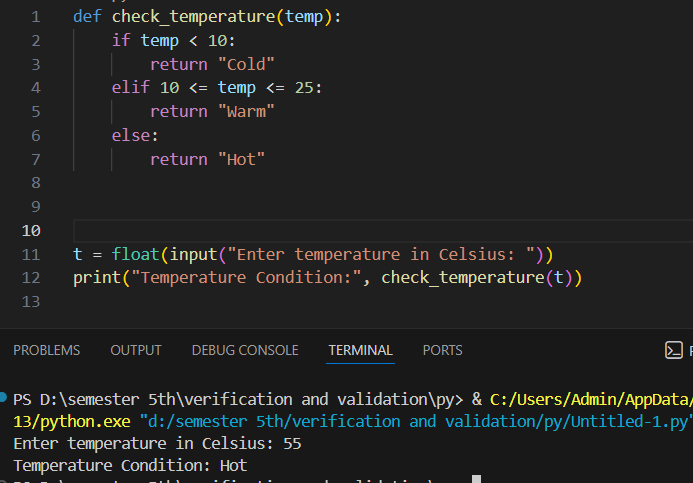 1 def check_temperature(temp):
2     if temp < 10:
3         return "Cold"
4     elif 10 <= temp <= 25:
5         return "Warm"
6     else:
7         return "Hot"
8
9
10
11 t = float(input("Enter temperature in Celsius: "))
12 print("Temperature Condition:", check_temperature(t))
13
PROBLEMS OUTPUT DEBUG CONSOLE TERMINAL PORTS
PS D:\semester 5th\verification and validation\py> & C:/Users/Admin/AppData/
13/python.exe "d:/semester 5th/verification and validation/py/Untitled-1.py"
Enter temperature in Celsius: 55
Temperature Condition: Hot